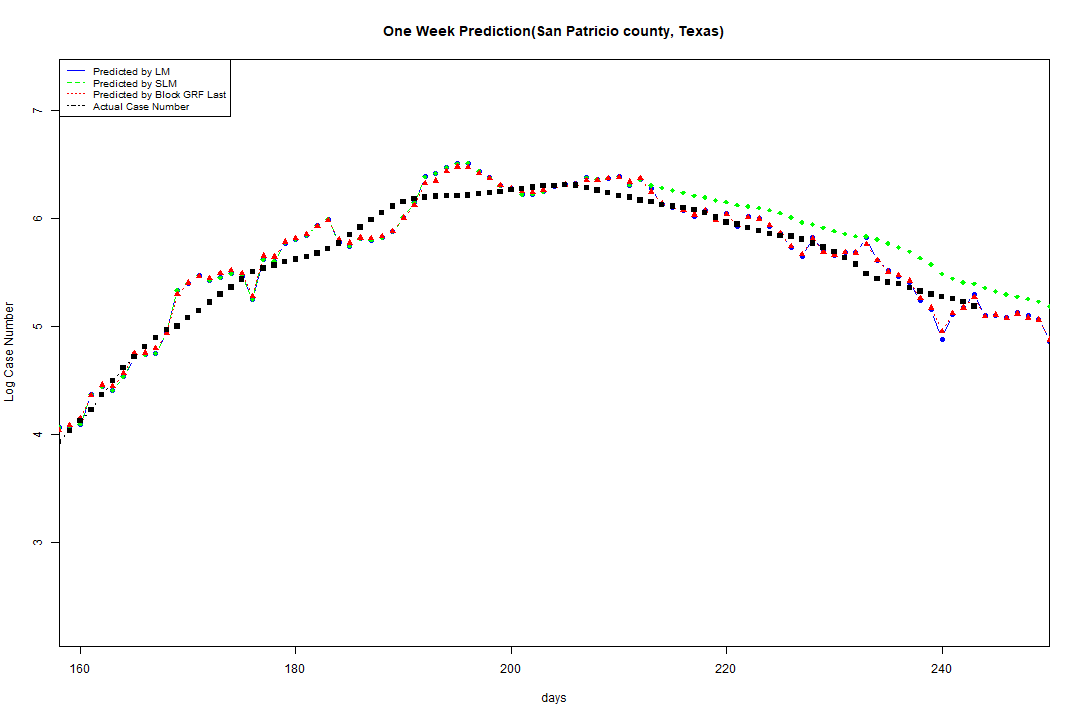 One Week Prediction(San Patricio county, Texas)
Predicted by LM
Predicted by SLM
Predicted by Block GRF Last
Actual Case Number
7
6
5
4
3
Log Case Number
160 180 200 220 240
days